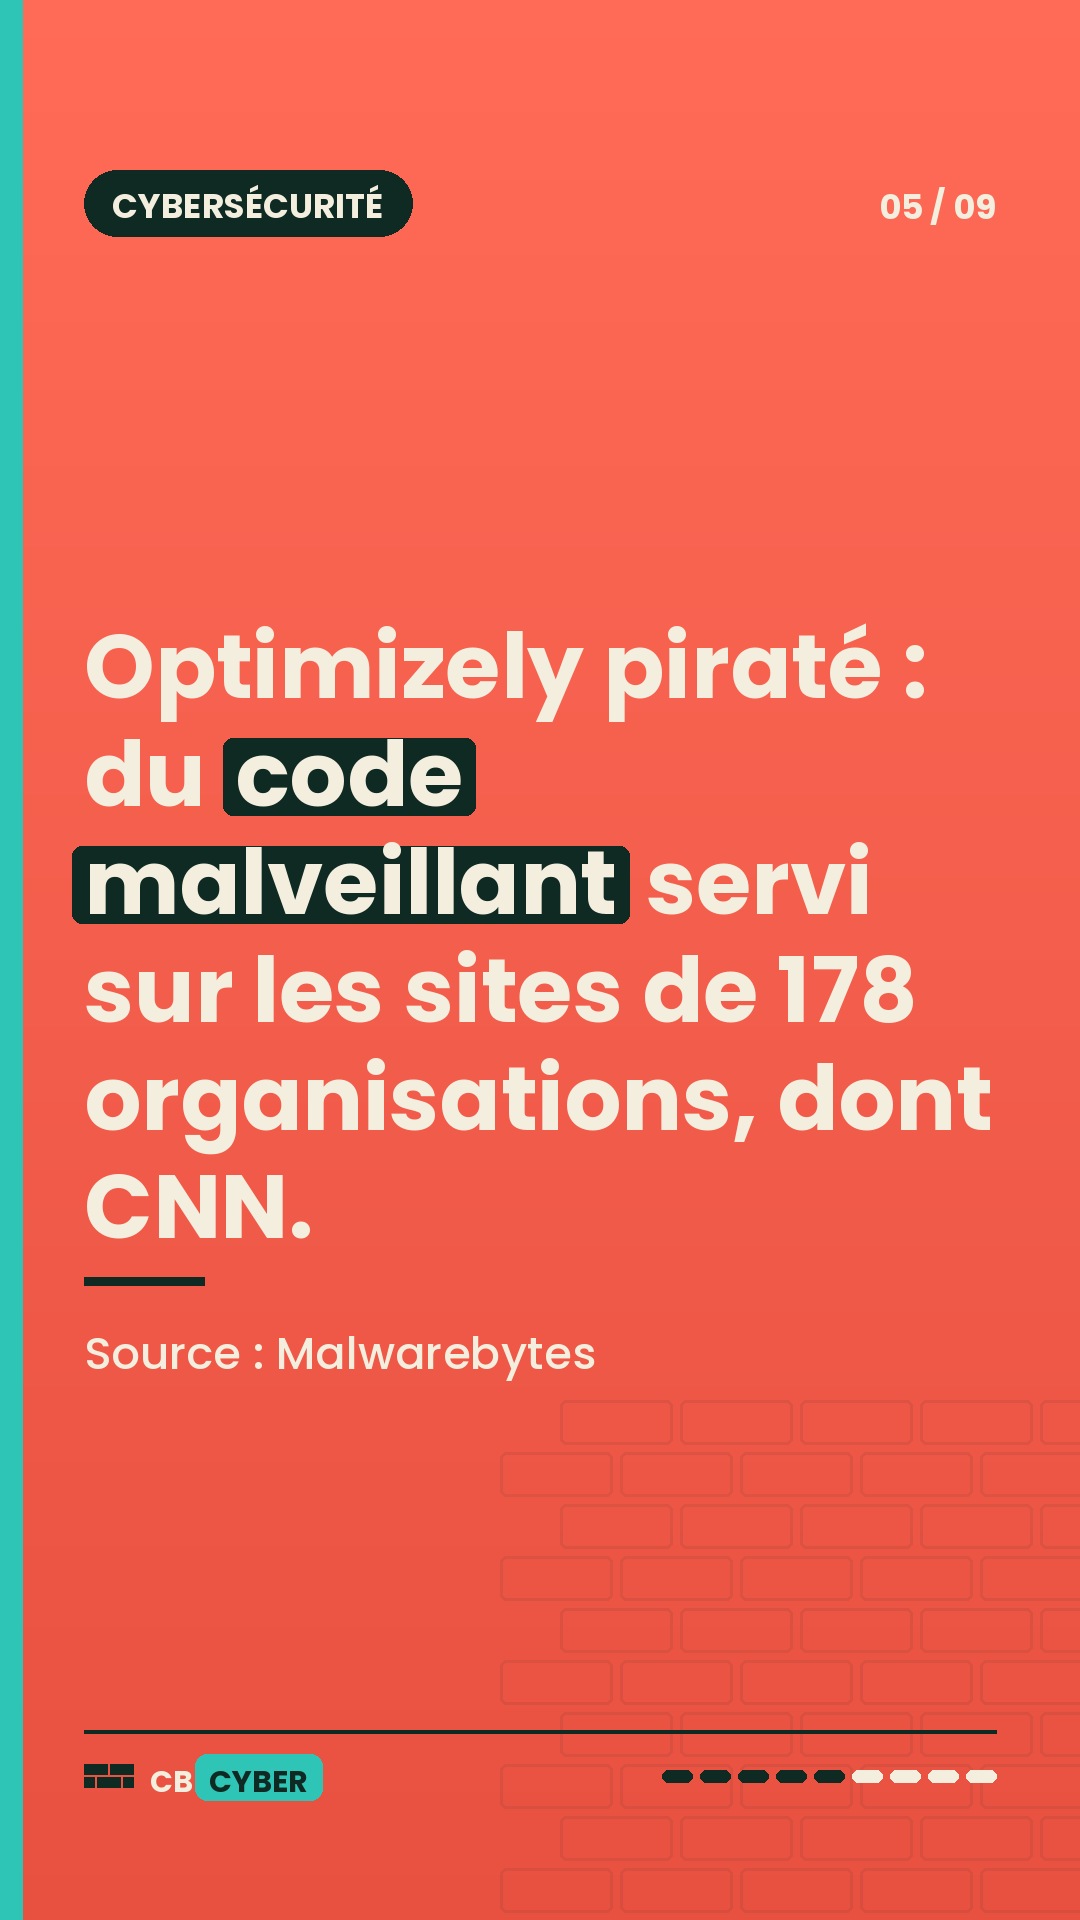 CYBERSÉCURITÉ
05 / 09
Optimizely piraté :
du code
malveillant servi
sur les sites de 178
organisations, dont
CNN.
Source : Malwarebytes
CB CYBER